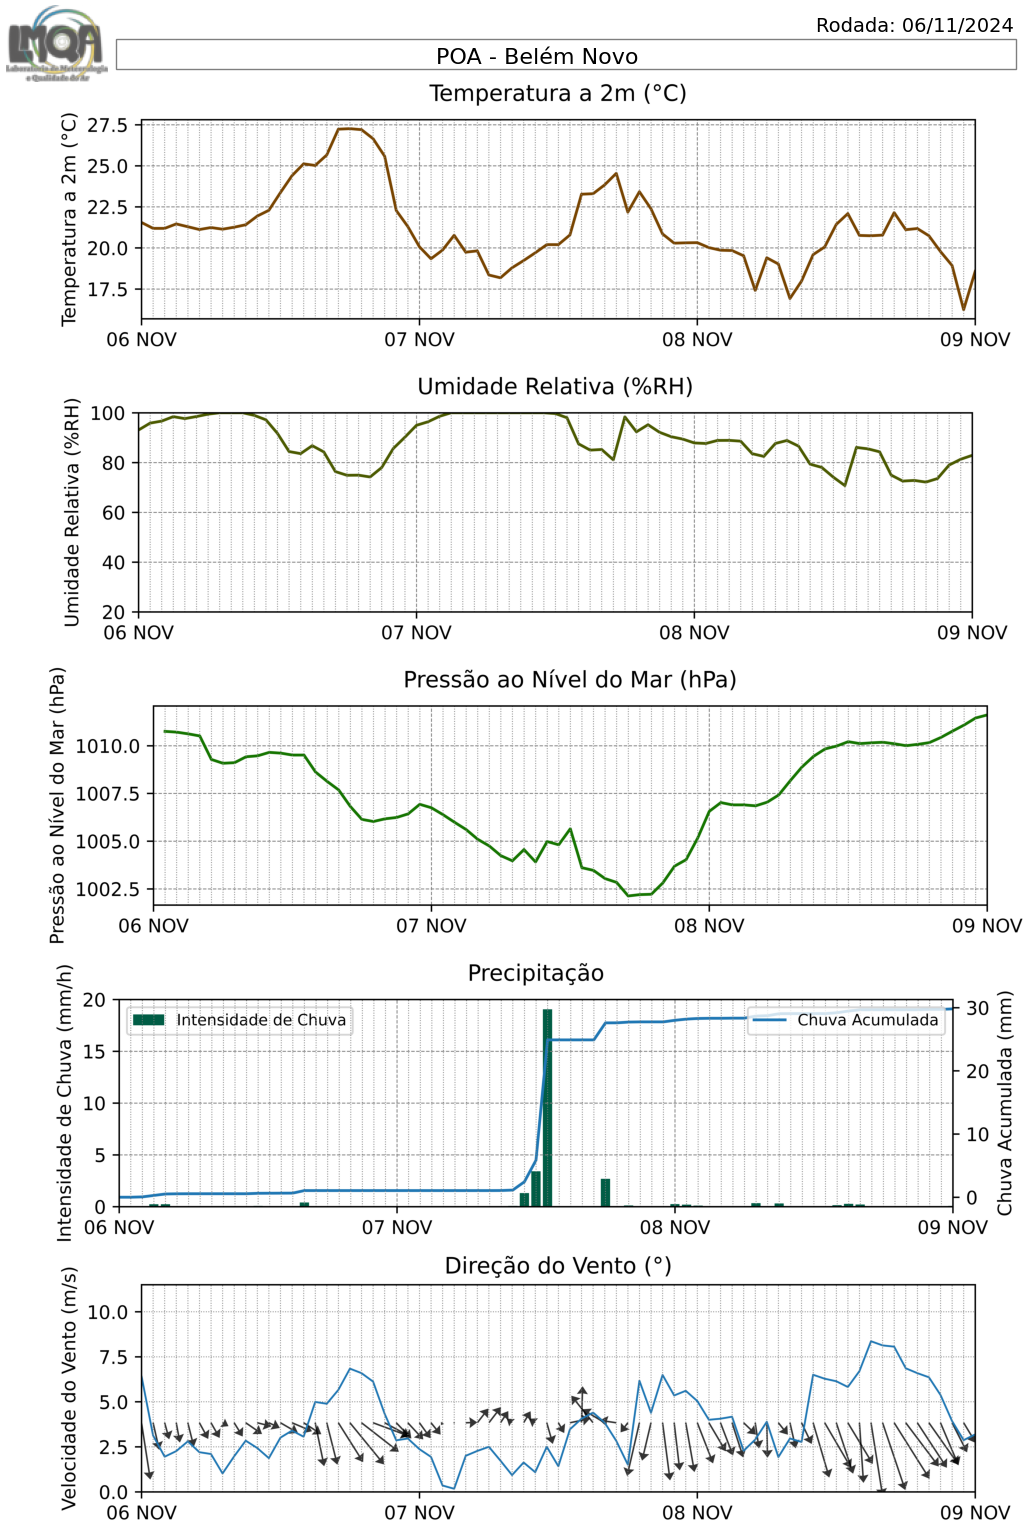 LMQA
Laboratório de Meteorologia
e Qualidade do Ar
Rodada: 06/11/2024
POA - Belém Novo
Temperatura a 2m (°C)
Temperatura a 2m (°C)
27.5
25.0
22.5
20.0
17.5
06 NOV 07 NOV 08 NOV 09 NOV
Umidade Relativa (%RH)
Umidade Relativa (%RH)
100
80
60
40
20
06 NOV 07 NOV 08 NOV 09 NOV
Pressão ao Nível do Mar (hPa)
Pressão ao Nível do Mar (hPa)
1010.0
1007.5
1005.0
1002.5
06 NOV 07 NOV 08 NOV 09 NOV
Precipitação
Intensidade de Chuva (mm/h)
20
15
10
5
0
Intensidade de Chuva
Chuva Acumulada
30
20
10
0
Chuva Acumulada (mm)
06 NOV 07 NOV 08 NOV 09 NOV
Direção do Vento (°)
Velocidade do Vento (m/s)
10.0
7.5
5.0
2.5
0.0
06 NOV 07 NOV 08 NOV 09 NOV